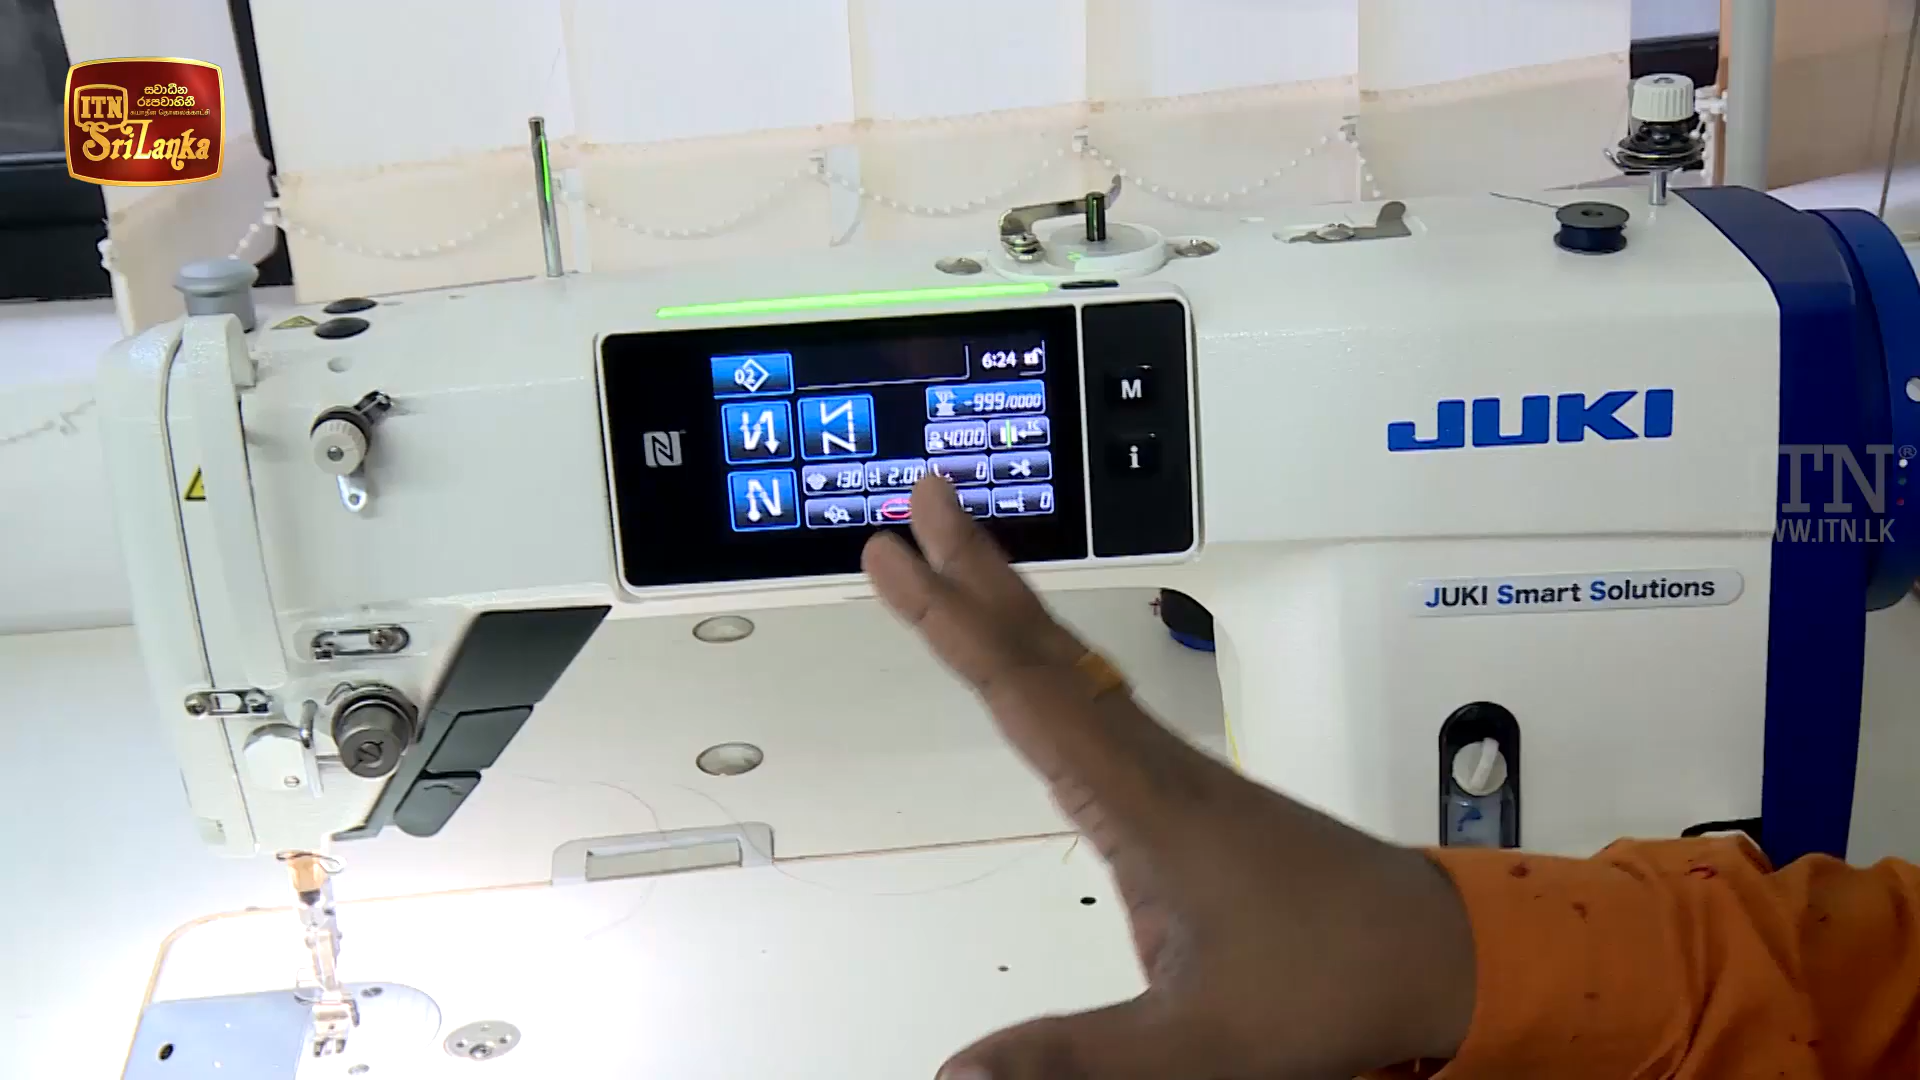 ITN
ස්වාධීන
රූපවාහිනී
சுயாதீன தொலைக்காட்சி
Sri Lanka
02
6:24
-999/0000
4000
130
2.00
0
0
M
i
JUKI
ITN
WWW.ITN.LK
JUKI Smart Solutions